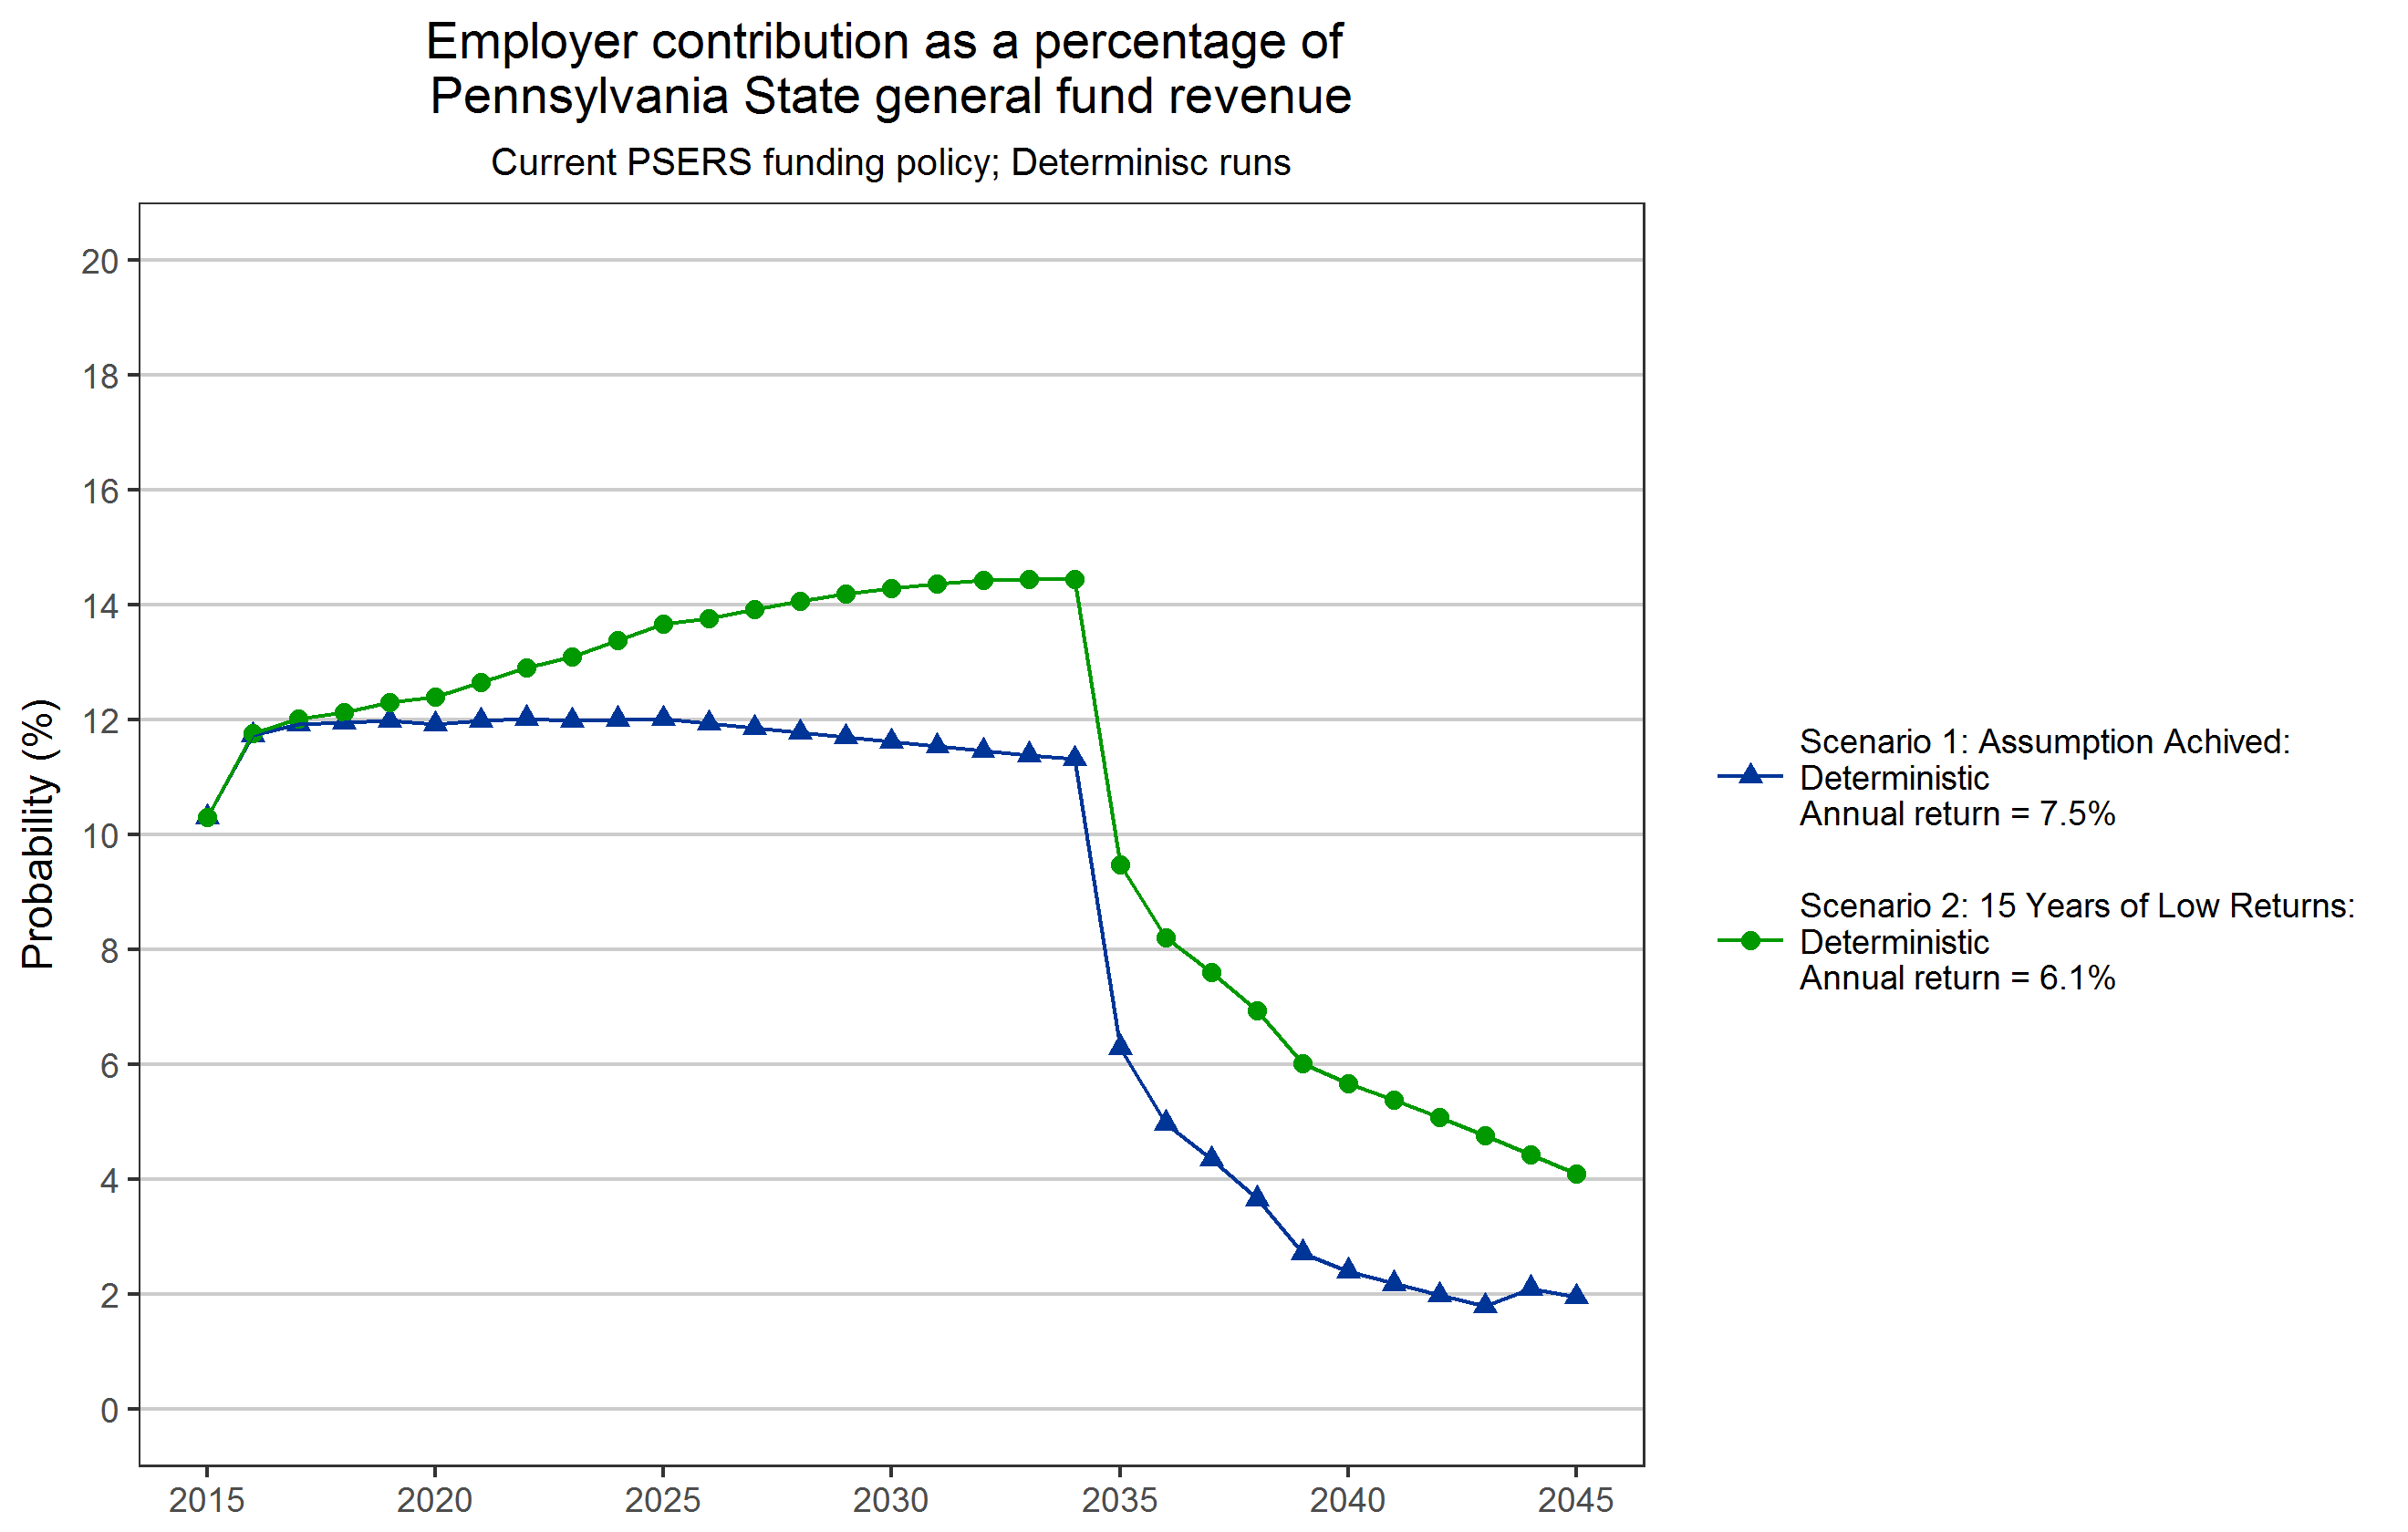 Employer contribution as a percentage of
Pennsylvania State general fund revenue
Current PSERS funding policy; Determinisc runs
Probability (%)
20
18
16
14
12
10
8
6
4
2
0
2015 2020 2025 2030 2035 2040 2045
Scenario 1: Assumption Achived:
Deterministic
Annual return = 7.5%
Scenario 2: 15 Years of Low Returns:
Deterministic
Annual return = 6.1%